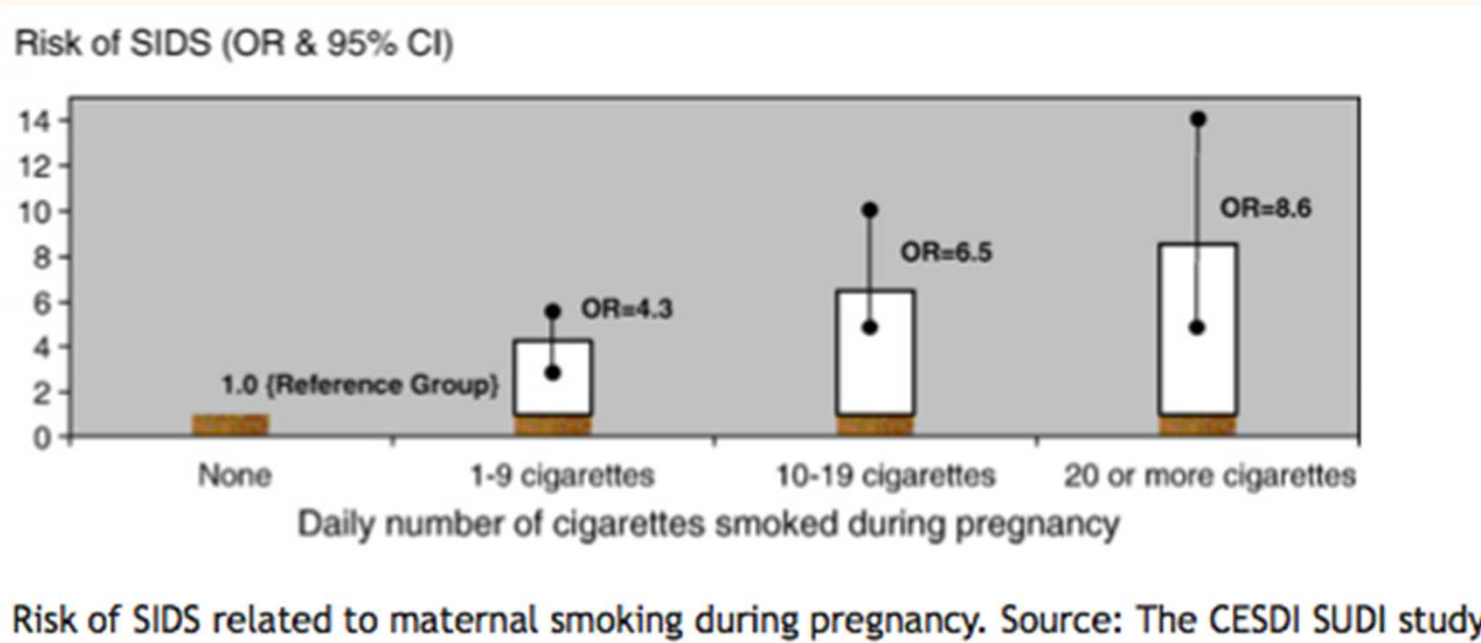 Risk of SIDS (OR & 95% CI)
14
12
10
8
6
4
2
0
OR=8.6
OR=6.5
OR=4.3
1.0 {Reference Group}
None 1-9 cigarettes 10-19 cigarettes 20 or more cigarettes
Daily number of cigarettes smoked during pregnancy
Risk of SIDS related to maternal smoking during pregnancy. Source: The CESDI SUDI study